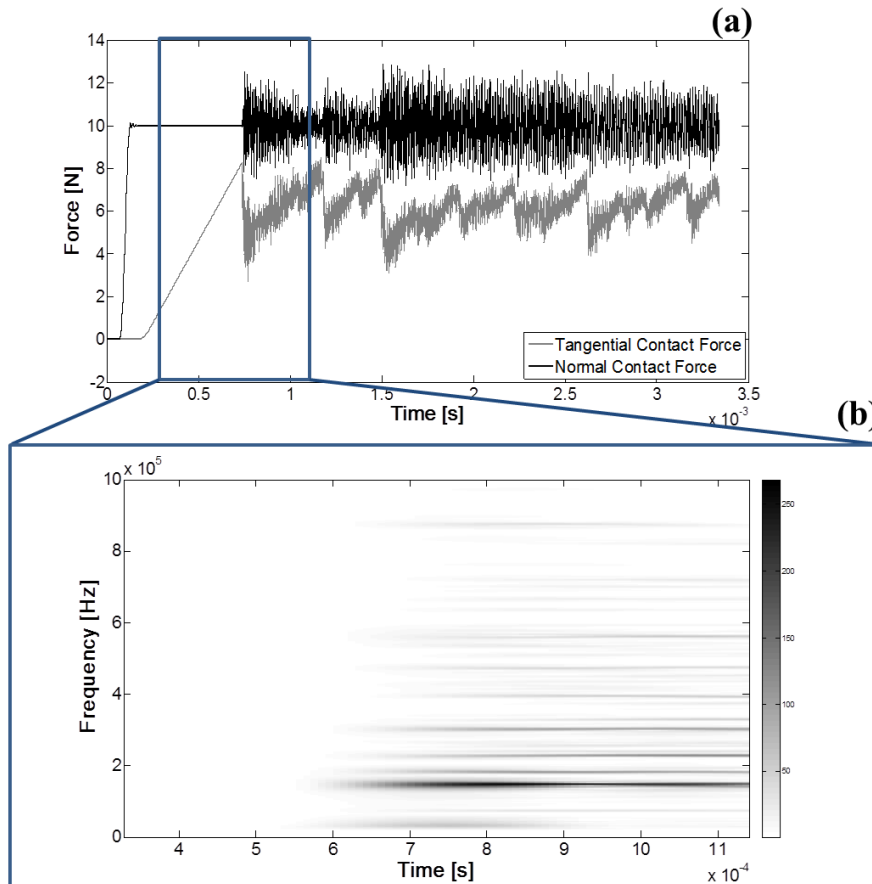 (a)
14
12
10
8
6
4
2
0
-2
Force [N]
0 0.5 1 1.5 2 2.5 3 3.5
Time [s]
x 10⁻³
Tangential Contact Force
Normal Contact Force
(b)
10 x 10⁵
8
6
4
2
0
Frequency [Hz]
4 5 6 7 8 9 10 11
Time [s]
x 10⁻⁴
250
200
150
100
50